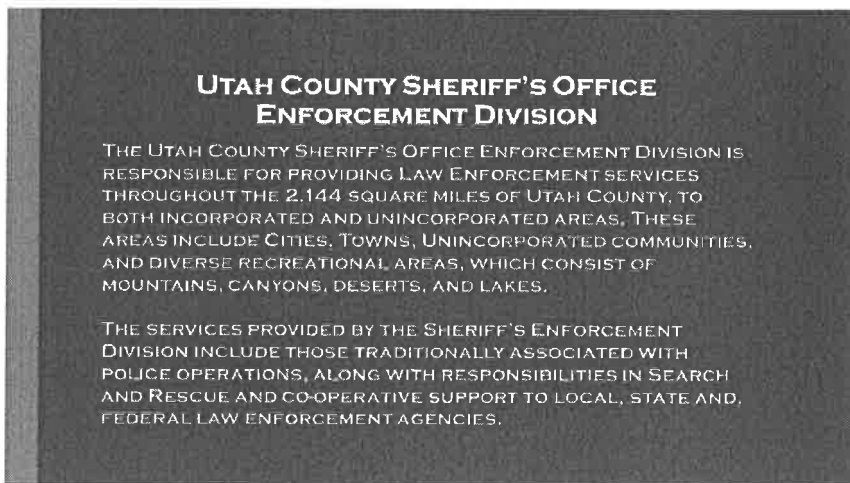 UTAH COUNTY SHERIFF'S OFFICE
ENFORCEMENT DIVISION
THE UTAH COUNTY SHERIFF'S OFFICE ENFORCEMENT DIVISION IS
RESPONSIBLE FOR PROVIDING LAW ENFORCEMENT SERVICES
THROUGHOUT THE 2,144 SQUARE MILES OF UTAH COUNTY, TO
BOTH INCORPORATED AND UNINCORPORATED AREAS. THESE
AREAS INCLUDE CITIES, TOWNS, UNINCORPORATED COMMUNITIES,
AND DIVERSE RECREATIONAL AREAS, WHICH CONSIST OF
MOUNTAINS, CANYONS, DESERTS, AND LAKES.
THE SERVICES PROVIDED BY THE SHERIFF'S ENFORCEMENT
DIVISION INCLUDE THOSE TRADITIONALLY ASSOCIATED WITH
POLICE OPERATIONS, ALONG WITH RESPONSIBILITIES IN SEARCH
AND RESCUE AND CO-OPERATIVE SUPPORT TO LOCAL, STATE AND,
FEDERAL LAW ENFORCEMENT AGENCIES.